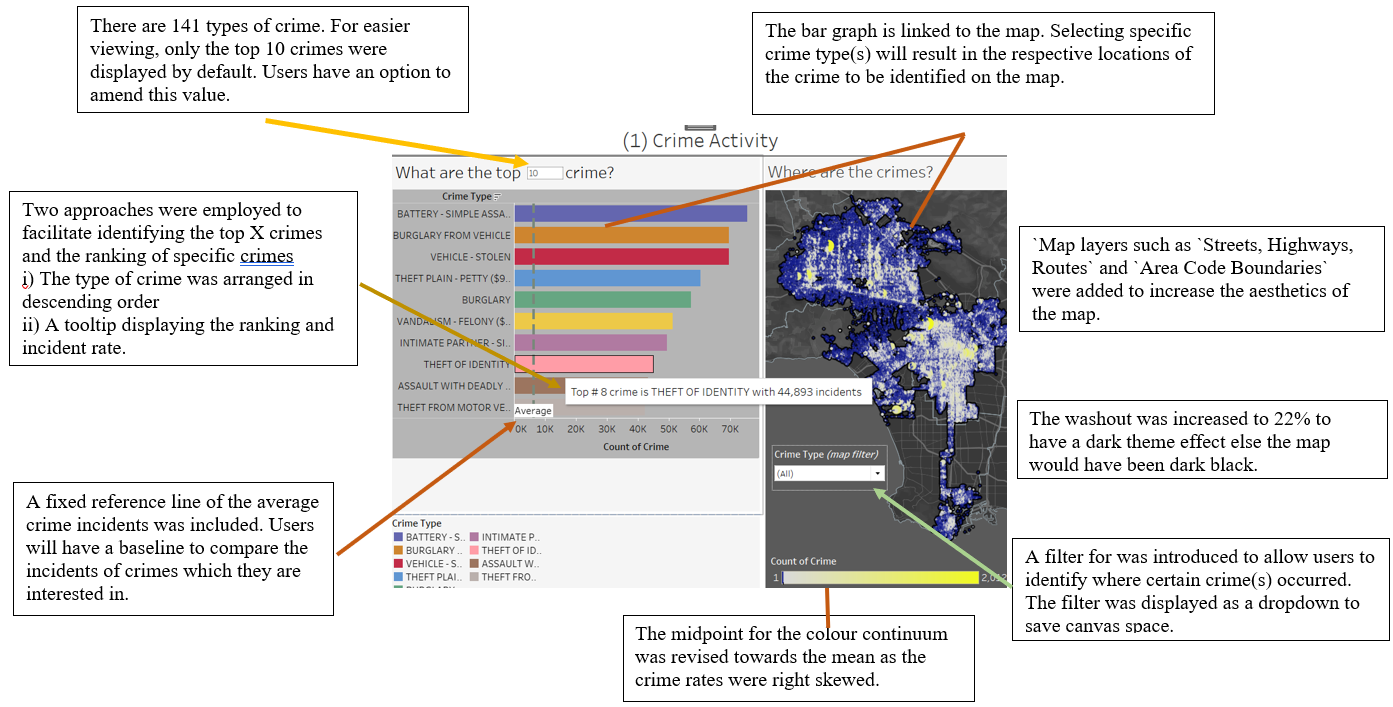 There are 141 types of crime. For easier
viewing, only the top 10 crimes were
displayed by default. Users have an option to
amend this value.
The bar graph is linked to the map. Selecting specific
crime type(s) will result in the respective locations of
the crime to be identified on the map.
(1) Crime Activity
What are the top 10 crime?
Where are the crimes?
Two approaches were employed to
facilitate identifying the top X crimes
and the ranking of specific crimes
i) The type of crime was arranged in
descending order
ii) A tooltip displaying the ranking and
incident rate.
Crime Type
BATTERY - SIMPLE ASSA..
BURGLARY FROM VEHICLE
VEHICLE - STOLEN
THEFT PLAIN - PETTY ($9..
BURGLARY
VANDALISM - FELONY ($..
INTIMATE PARTNER - SI..
THEFT OF IDENTITY
ASSAULT WITH DEADLY ..
THEFT FROM MOTOR VE..
Top # 8 crime is THEFT OF IDENTITY with 44,893 incidents
Average
0K 10K 20K 30K 40K 50K 60K 70K
Count of Crime
`Map layers such as `Streets, Highways,
Routes` and `Area Code Boundaries`
were added to increase the aesthetics of
the map.
The washout was increased to 22% to
have a dark theme effect else the map
would have been dark black.
Crime Type (map filter)
(All)
A fixed reference line of the average
crime incidents was included. Users
will have a baseline to compare the
incidents of crimes which they are
interested in.
Crime Type
BATTERY - S.. INTIMATE P..
BURGLARY .. THEFT OF ID..
VEHICLE - S.. ASSAULT W..
THEFT PLAI.. THEFT FRO..
Count of Crime
1
A filter for was introduced to allow users to
identify where certain crime(s) occurred.
The filter was displayed as a dropdown to
save canvas space.
The midpoint for the colour continuum
was revised towards the mean as the
crime rates were right skewed.